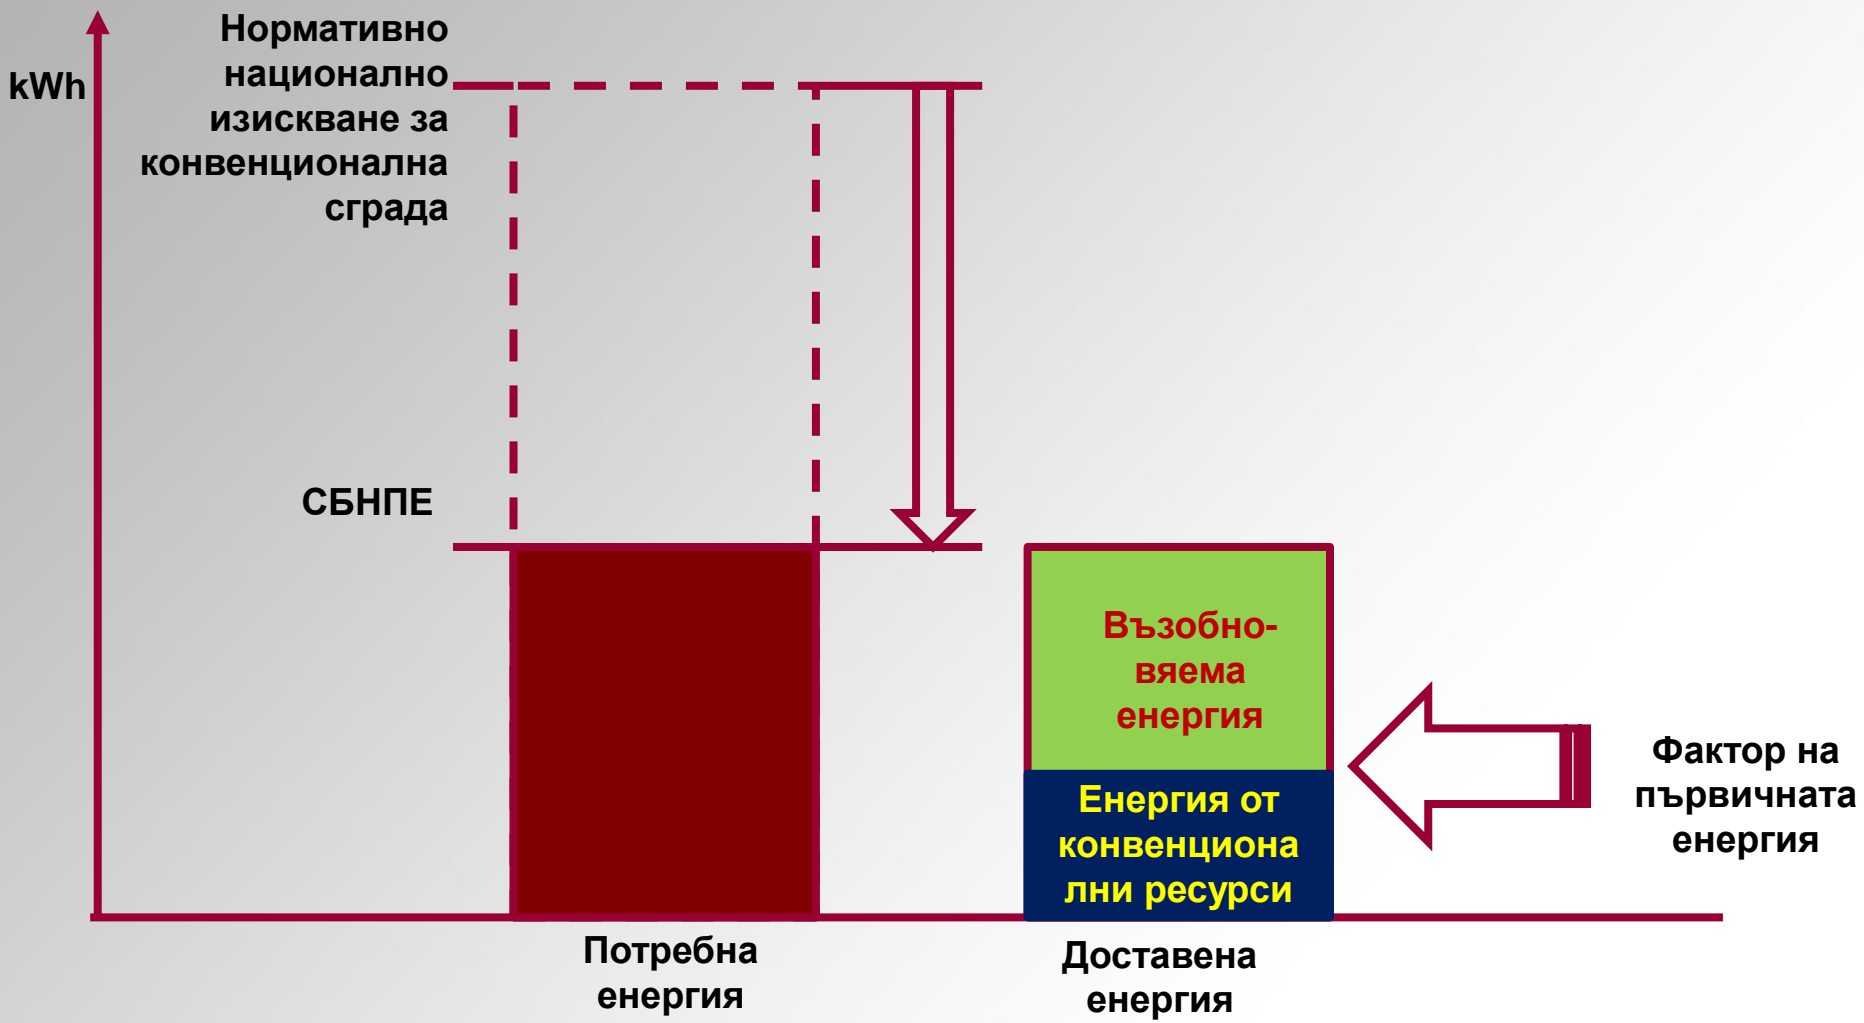 Нормативно
национално
изискване за
конвенционална
сграда
kWh
СБНПЕ
Възобно-
вяема
енергия
Енергия от
конвенциона
лни ресурси
Фактор на
първичната
енергия
Потребна
енергия
Доставена
енергия